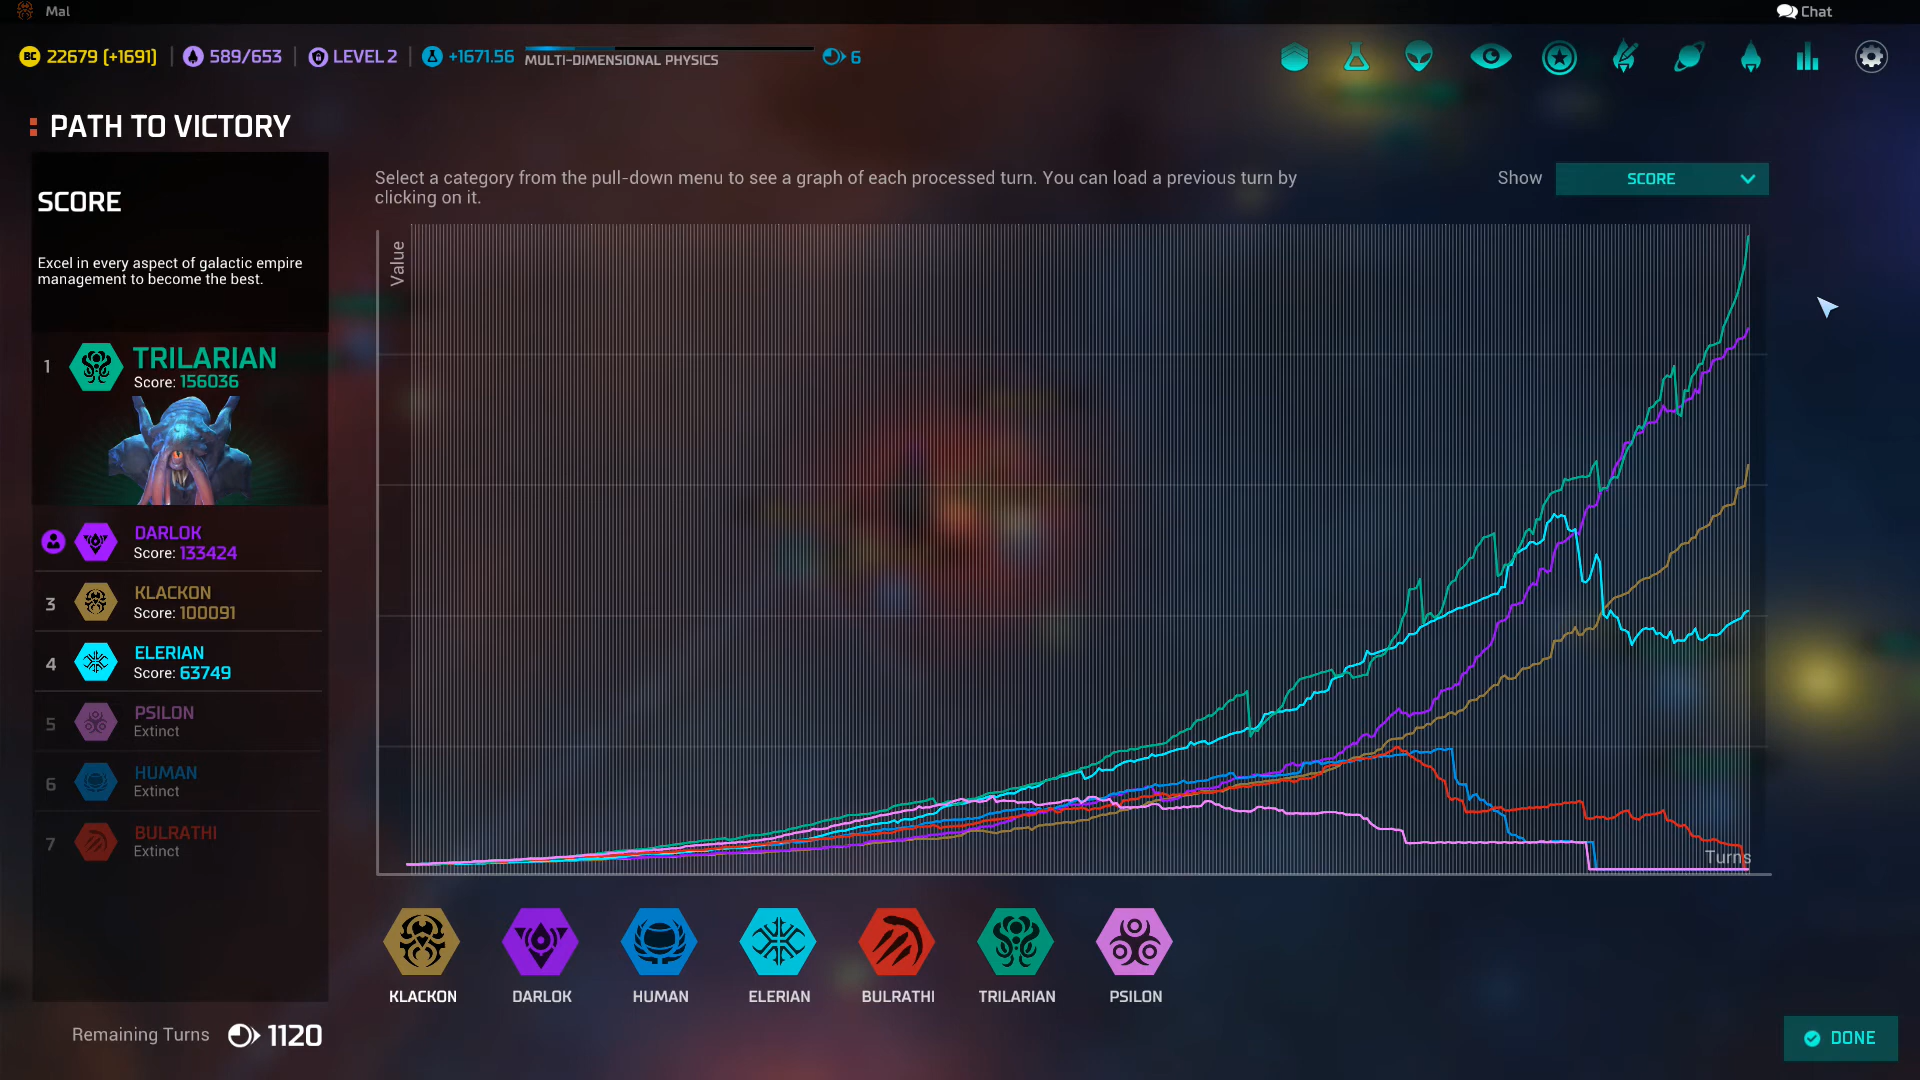 Mal
Chat
BC 22679 (+1691)
589/653
LEVEL 2
+1671.56
MULTI-DIMENSIONAL PHYSICS
6
PATH TO VICTORY
SCORE
Excel in every aspect of galactic empire
management to become the best.
1
TRILARIAN
Score: 156036
DARLOK
Score: 133424
3
KLACKON
Score: 100091
4
ELERIAN
Score: 63749
5
PSILON
Extinct
6
HUMAN
Extinct
7
BULRATHI
Extinct
Remaining Turns
1120
Select a category from the pull-down menu to see a graph of each processed turn. You can load a previous turn by
clicking on it.
Show
SCORE
Value
Turns
KLACKON
DARLOK
HUMAN
ELERIAN
BULRATHI
TRILARIAN
PSILON
DONE